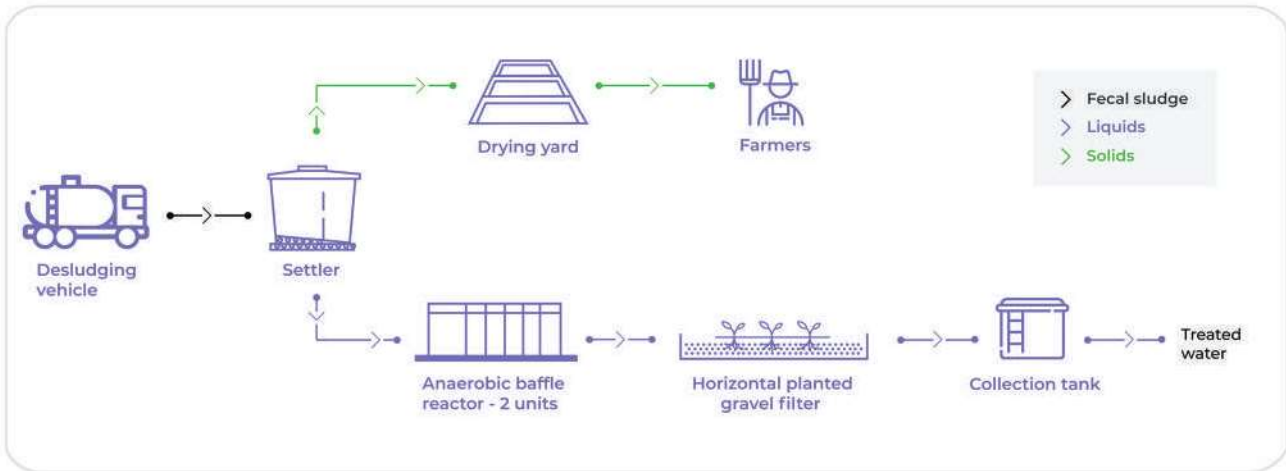 Fecal sludge
Liquids
Solids
Drying yard
Farmers
Desludging
vehicle
Settler
Anaerobic baffle
reactor - 2 units
Horizontal planted
gravel filter
Collection tank
Treated
water